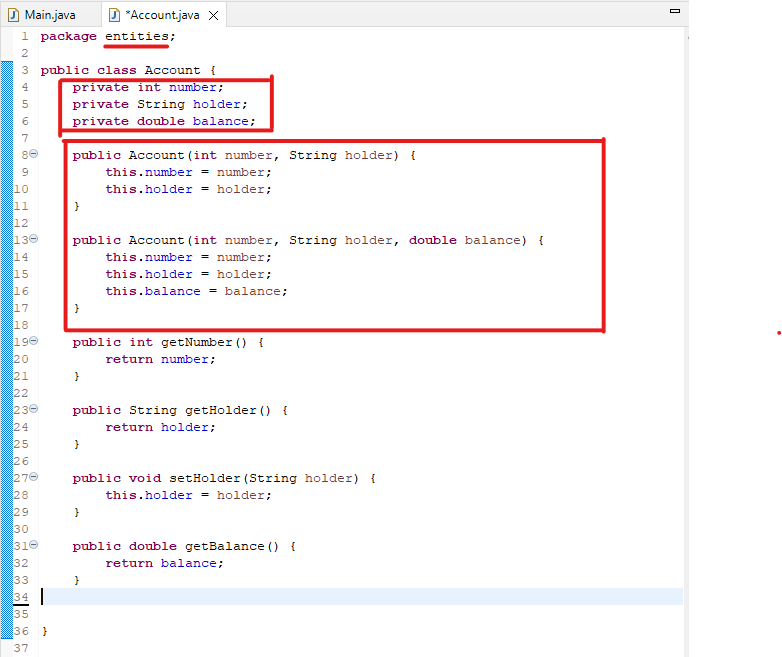 Main.java *Account.java
1 package entities;
2
3 public class Account {
4 private int number;
5 private String holder;
6 private double balance;
7
8 public Account(int number, String holder) {
9 this.number = number;
10 this.holder = holder;
11 }
12
13 public Account(int number, String holder, double balance) {
14 this.number = number;
15 this.holder = holder;
16 this.balance = balance;
17 }
18
19 public int getNumber() {
20 return number;
21 }
22
23 public String getHolder() {
24 return holder;
25 }
26
27 public void setHolder(String holder) {
28 this.holder = holder;
29 }
30
31 public double getBalance() {
32 return balance;
33 }
34
35
36 }
37